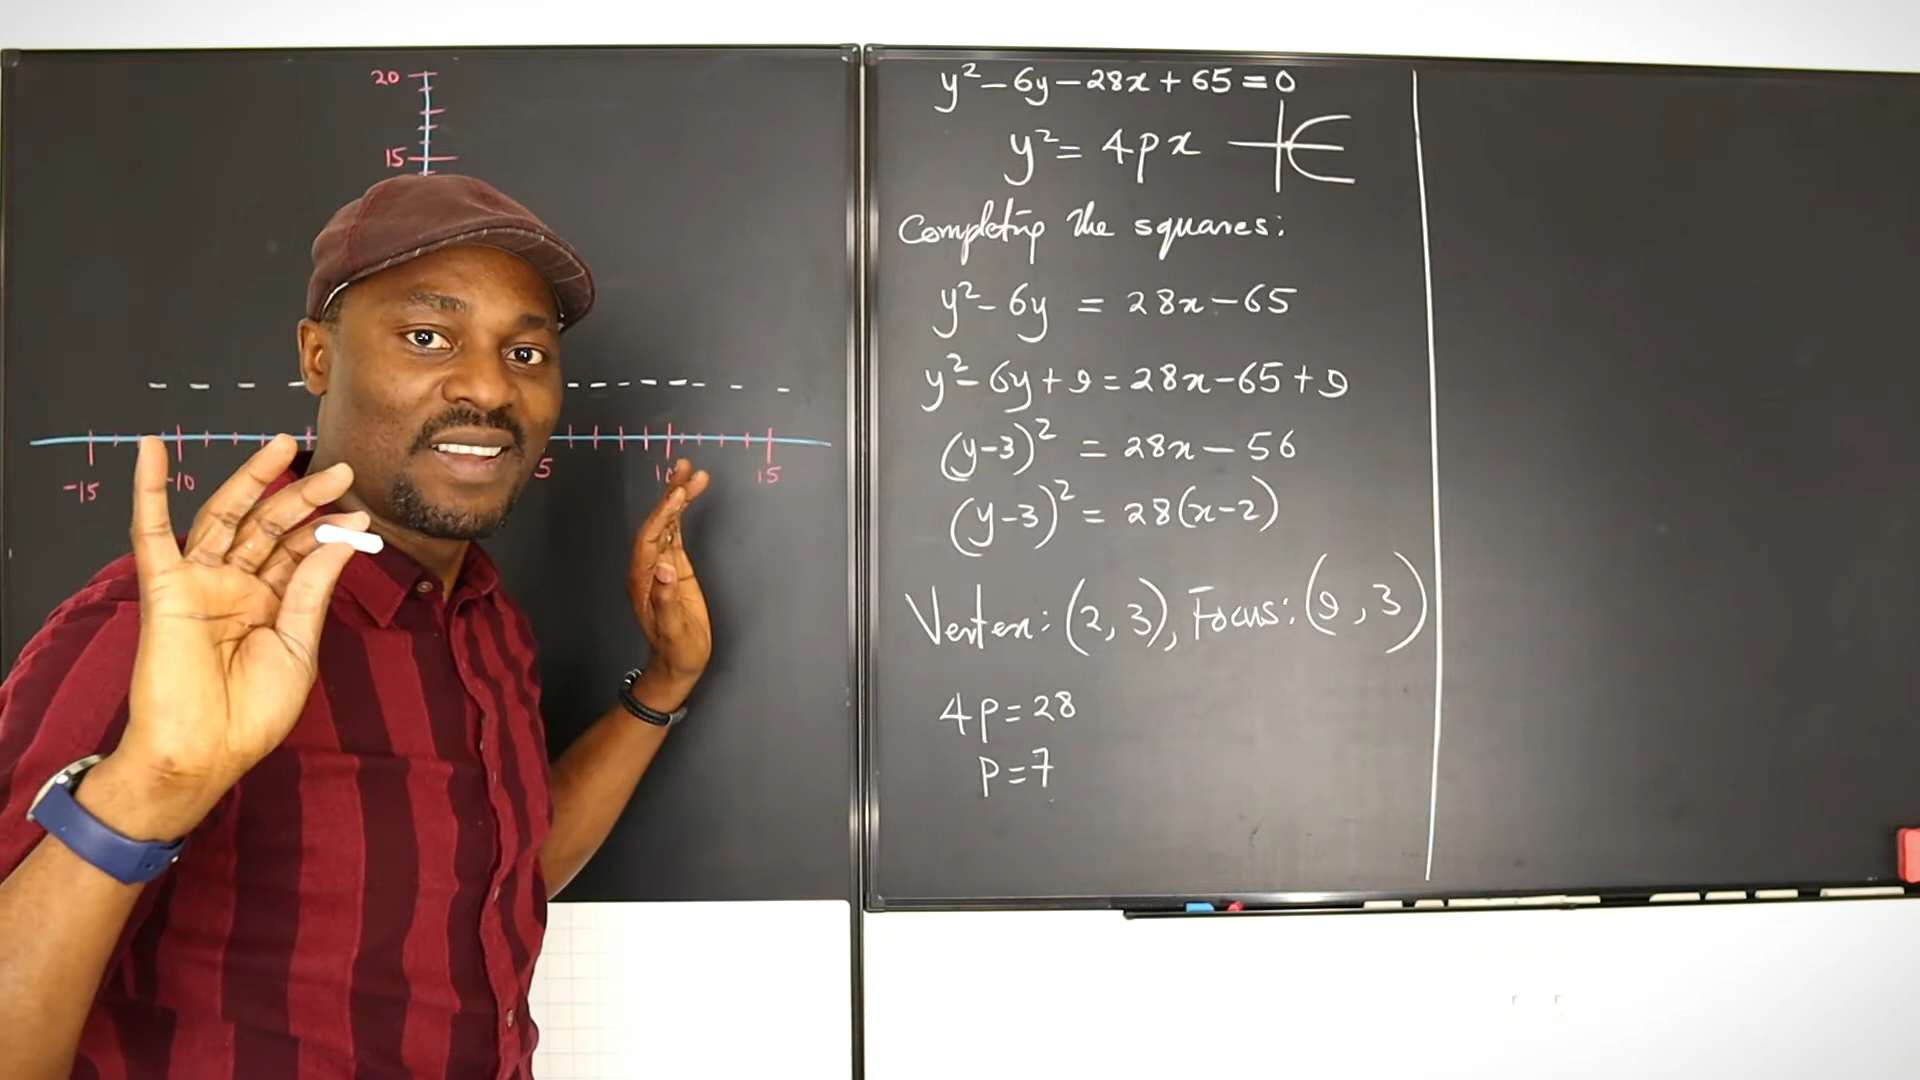 20
15
-15 -10 5 10 15
y² - 6y - 28x + 65 = 0
y² = 4px
Completing the squares:
y² - 6y = 28x - 65
y² - 6y + 9 = 28x - 65 + 9
(y-3)² = 28x - 56
(y-3)² = 28(x-2)
Vertex: (2, 3), Focus: (9, 3)
4p = 28
p = 7